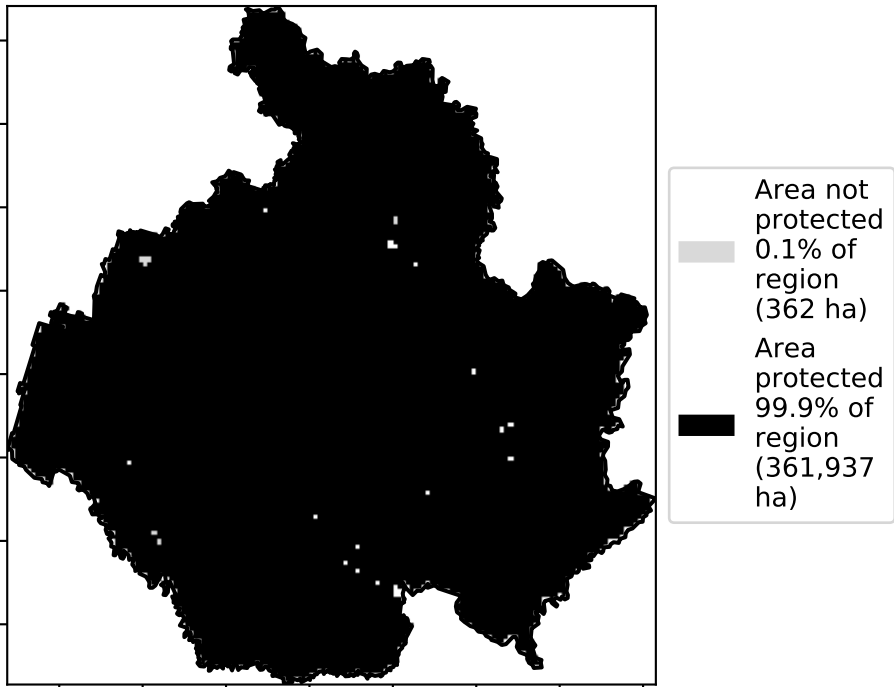 Area not
protected
0.1% of
region
(362 ha)
Area
protected
99.9% of
region
(361,937
ha)